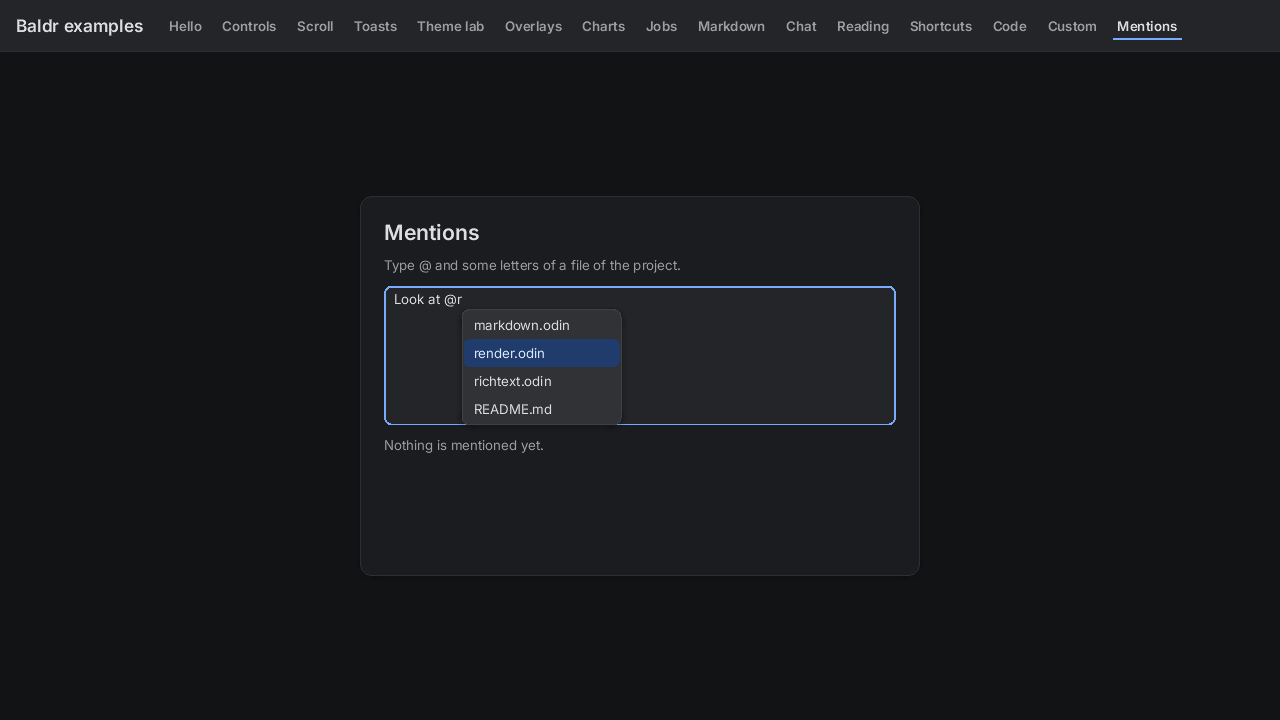 Baldr examples Hello Controls Scroll Toasts Theme lab Overlays Charts Jobs Markdown Chat Reading Shortcuts Code Custom Mentions
Mentions
Type @ and some letters of a file of the project.
Look at @r
markdown.odin
render.odin
richtext.odin
README.md
Nothing is mentioned yet.